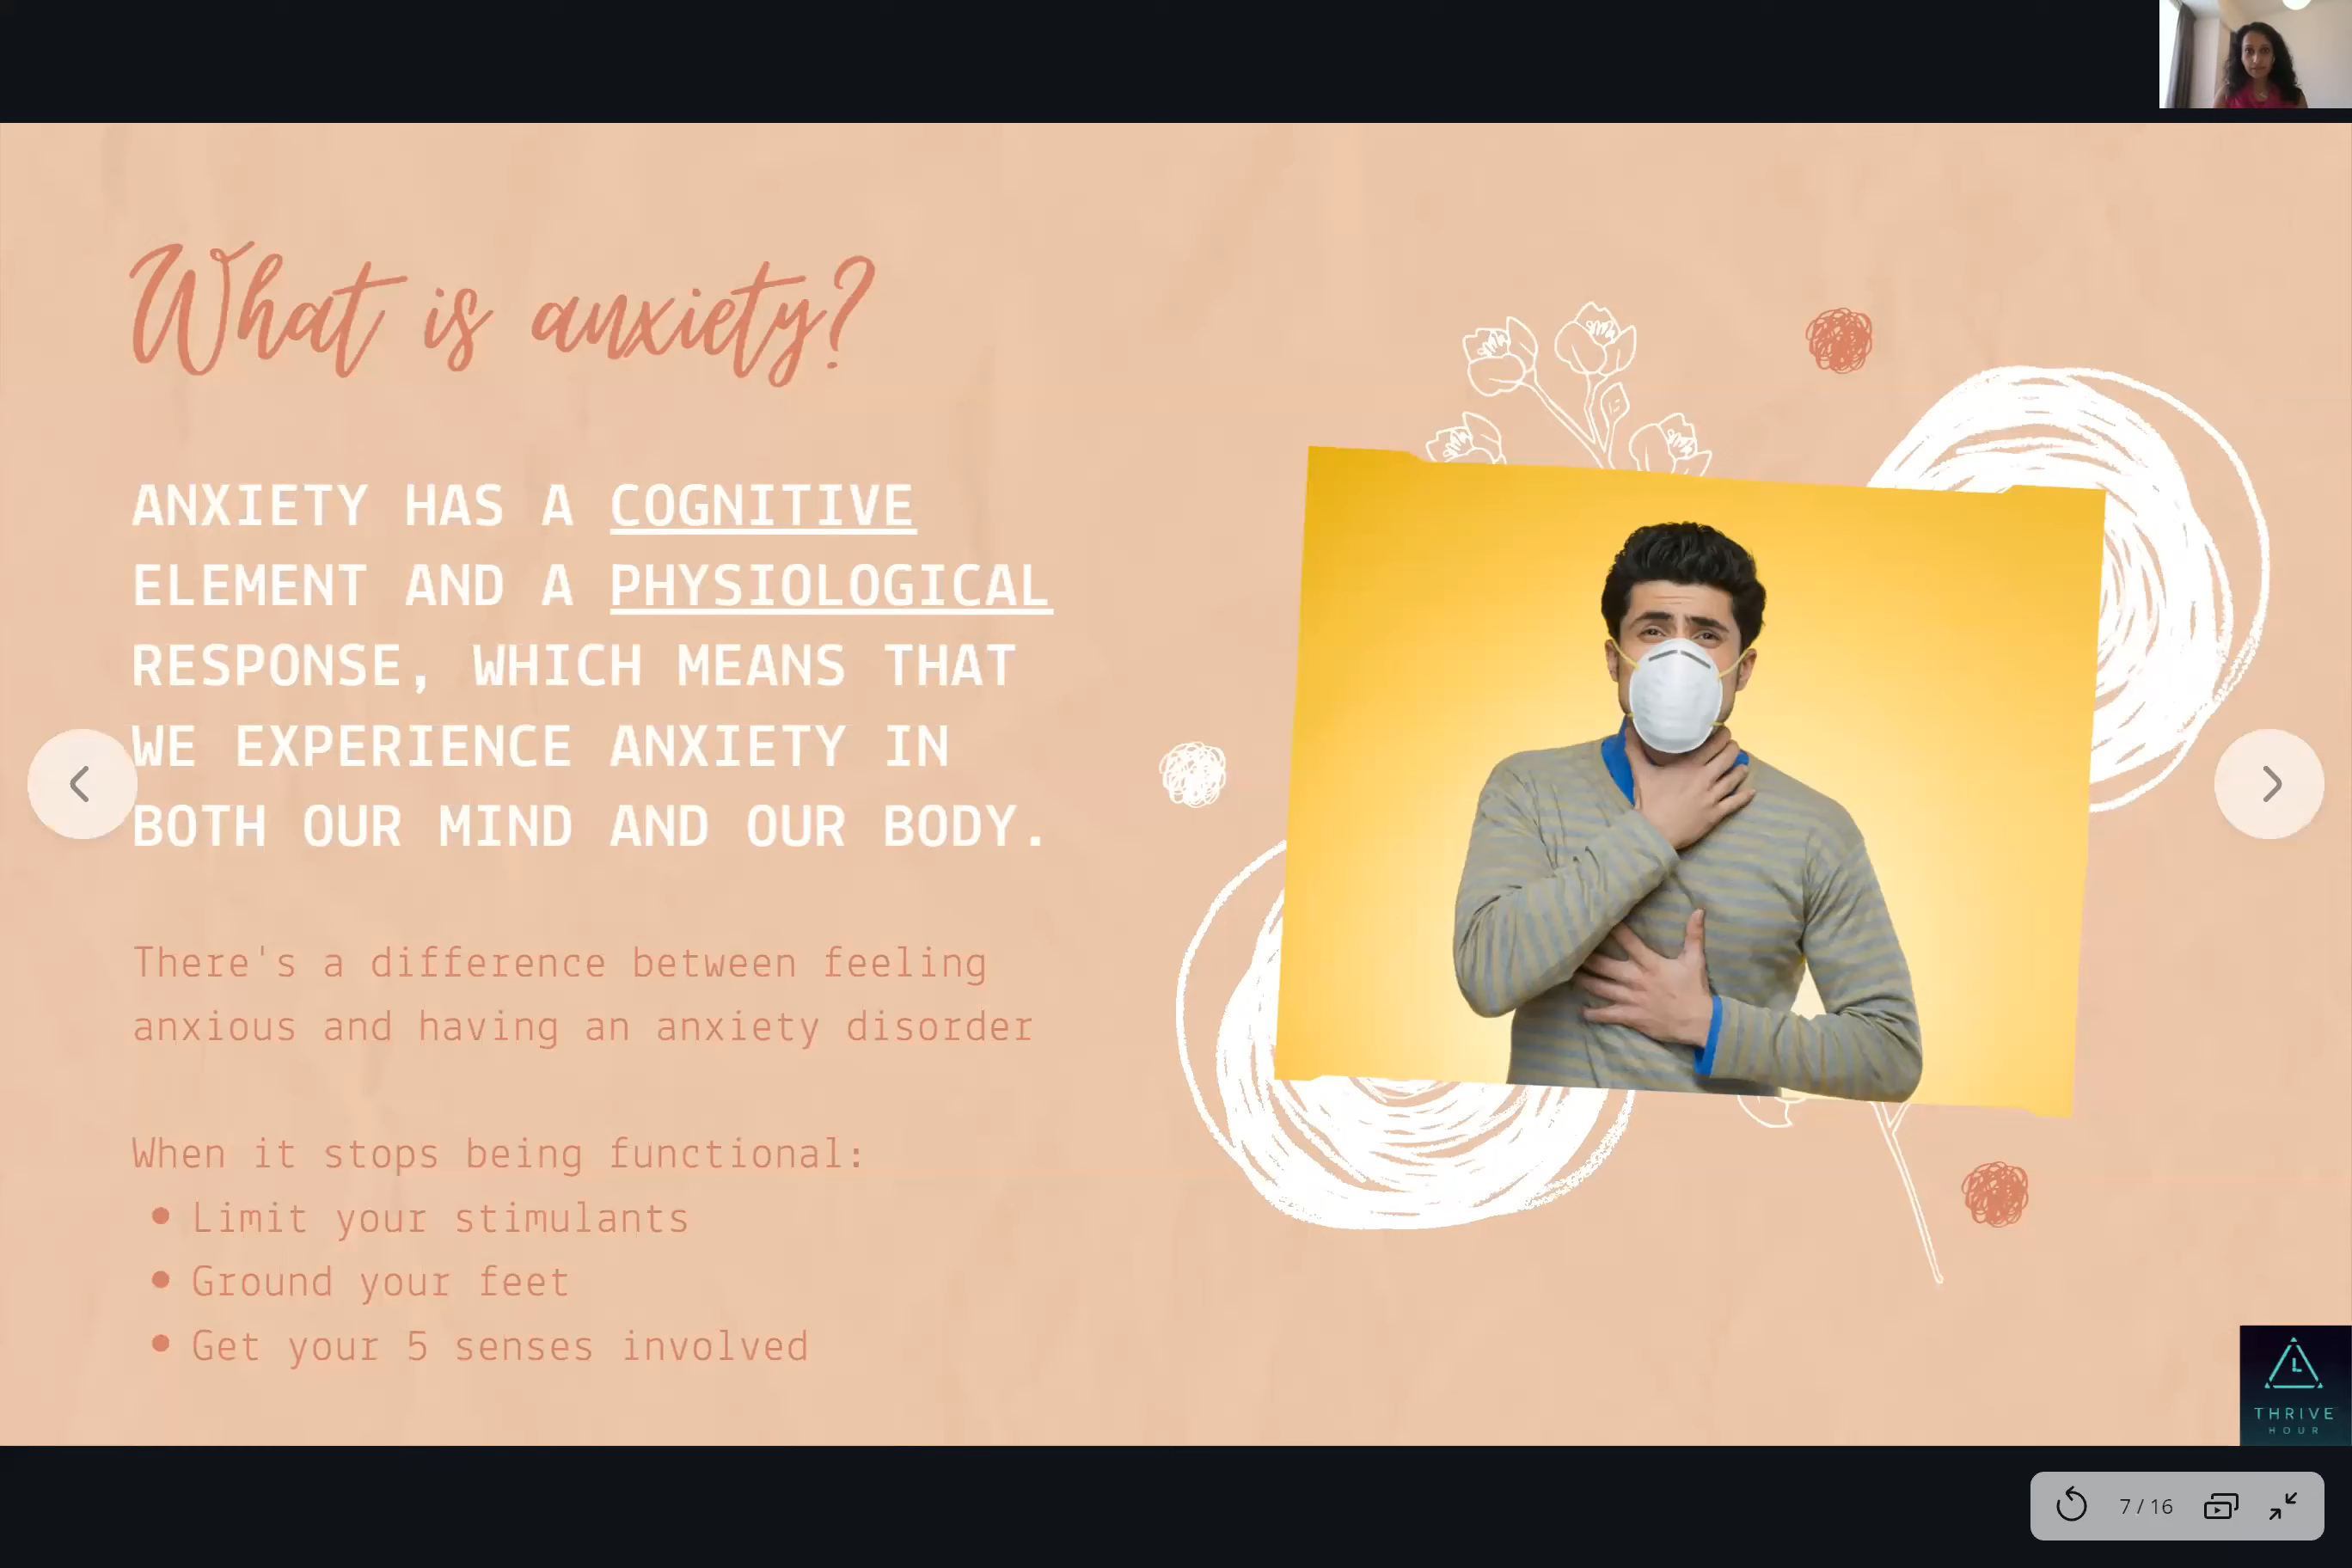 What is anxiety?
ANXIETY HAS A COGNITIVE
ELEMENT AND A PHYSIOLOGICAL
RESPONSE, WHICH MEANS THAT
WE EXPERIENCE ANXIETY IN
BOTH OUR MIND AND OUR BODY.
There's a difference between feeling
anxious and having an anxiety disorder
When it stops being functional:
• Limit your stimulants
• Ground your feet
• Get your 5 senses involved
L
THRIVE
HOUR
7 / 16